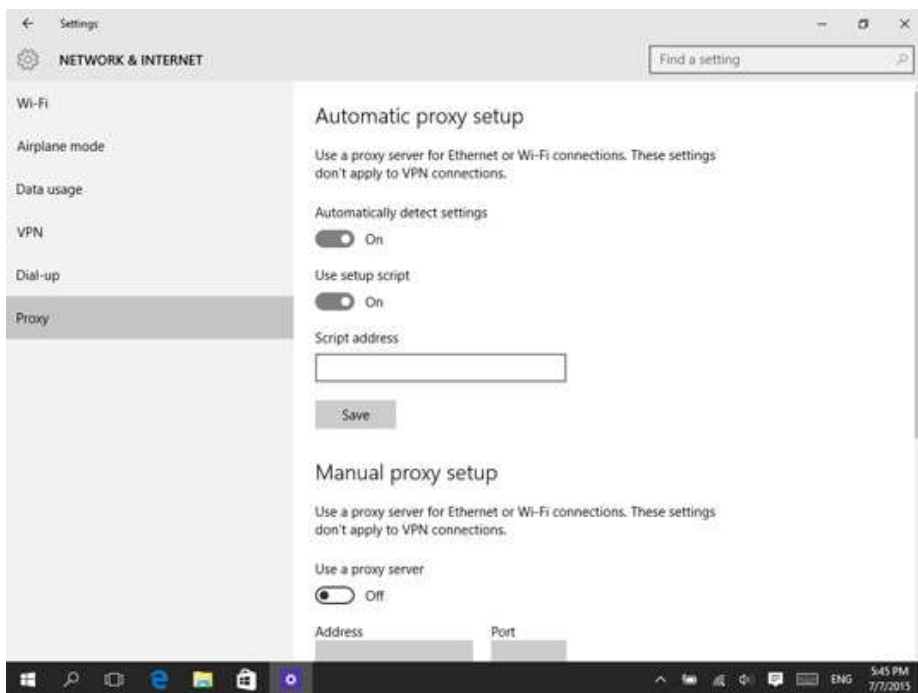 Settings
NETWORK & INTERNET
Find a setting
Wi-Fi
Airplane mode
Data usage
VPN
Dial-up
Proxy
Automatic proxy setup
Use a proxy server for Ethernet or Wi-Fi connections. These settings
don't apply to VPN connections.
Automatically detect settings
On
Use setup script
On
Script address
Save
Manual proxy setup
Use a proxy server for Ethernet or Wi-Fi connections. These settings
don't apply to VPN connections.
Use a proxy server
Off
Address Port
ENG
5:45 PM
7/7/2015